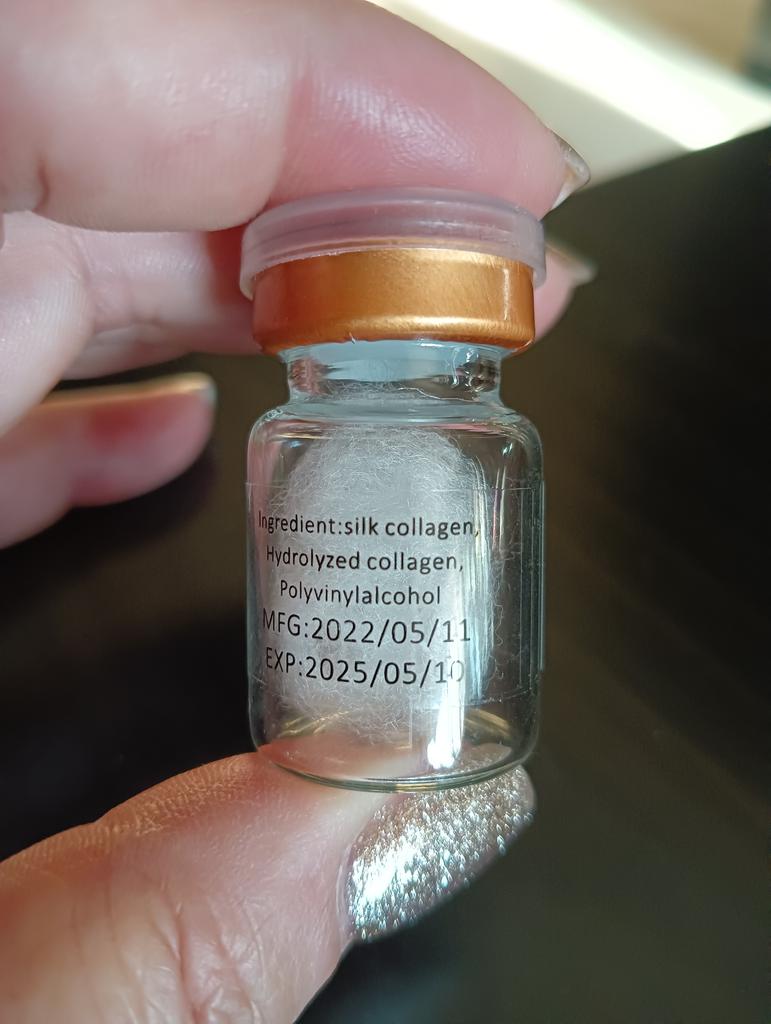 Ingredient:silk collagen,
Hydrolyzed collagen,
Polyvinylalcohol
MFG:2022/05/11
EXP:2025/05/10